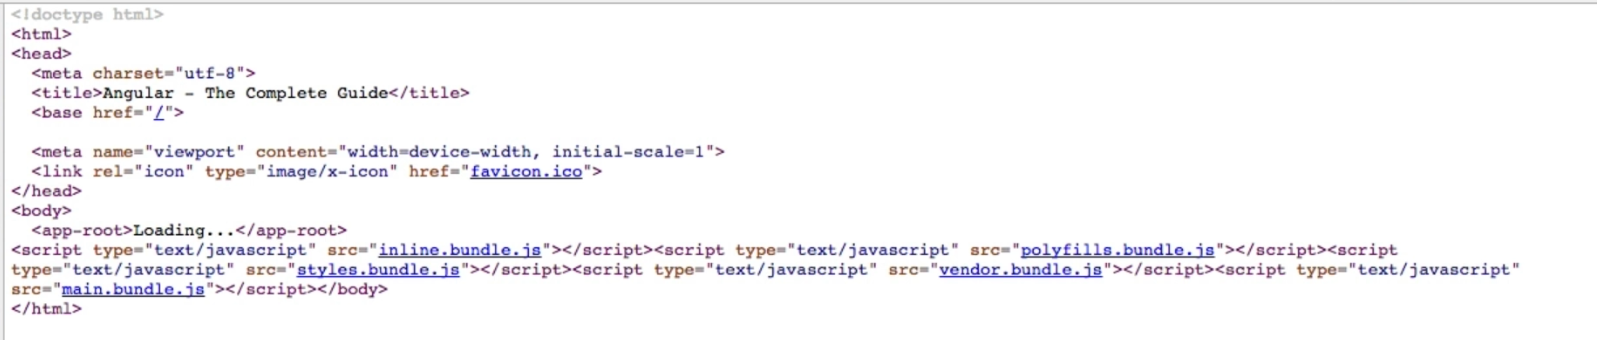 <!doctype html>
<html>
<head>
  <meta charset="utf-8">
  <title>Angular - The Complete Guide</title>
  <base href="/">

  <meta name="viewport" content="width=device-width, initial-scale=1">
  <link rel="icon" type="image/x-icon" href="favicon.ico">
</head>
<body>
  <app-root>Loading...</app-root>
<script type="text/javascript" src="inline.bundle.js"></script><script type="text/javascript" src="polyfills.bundle.js"></script><script
type="text/javascript" src="styles.bundle.js"></script><script type="text/javascript" src="vendor.bundle.js"></script><script type="text/javascript"
src="main.bundle.js"></script></body>
</html>